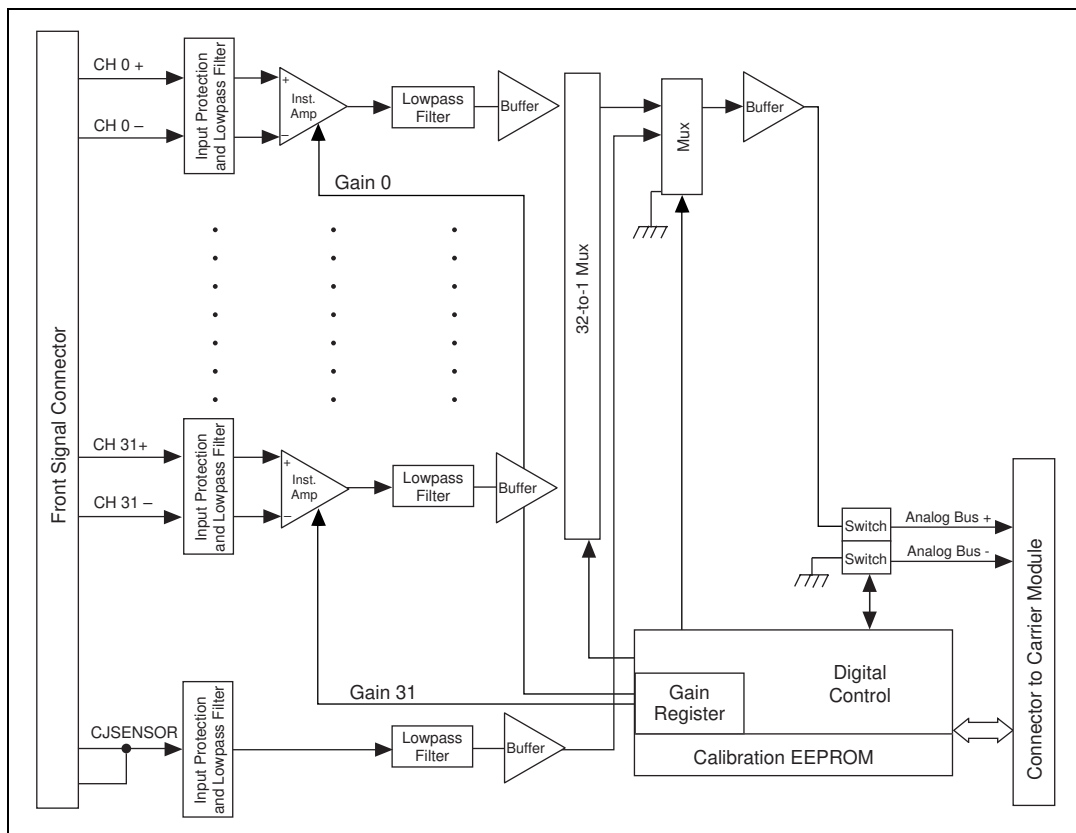 Front Signal Connector
CH 0 +
CH 0 –
Input Protection
and Lowpass Filter
+
–
Inst.
Amp
Lowpass
Filter
Buffer
Gain 0
32-to-1 Mux
Mux
Buffer
CH 31+
CH 31 –
Input Protection
and Lowpass Filter
+
–
Inst.
Amp
Lowpass
Filter
Buffer
Gain 31
CJSENSOR
Input Protection
and Lowpass Filter
Lowpass
Filter
Buffer
Switch
Analog Bus +
Switch
Analog Bus -
Digital
Control
Gain
Register
Calibration EEPROM
Connector to Carrier Module